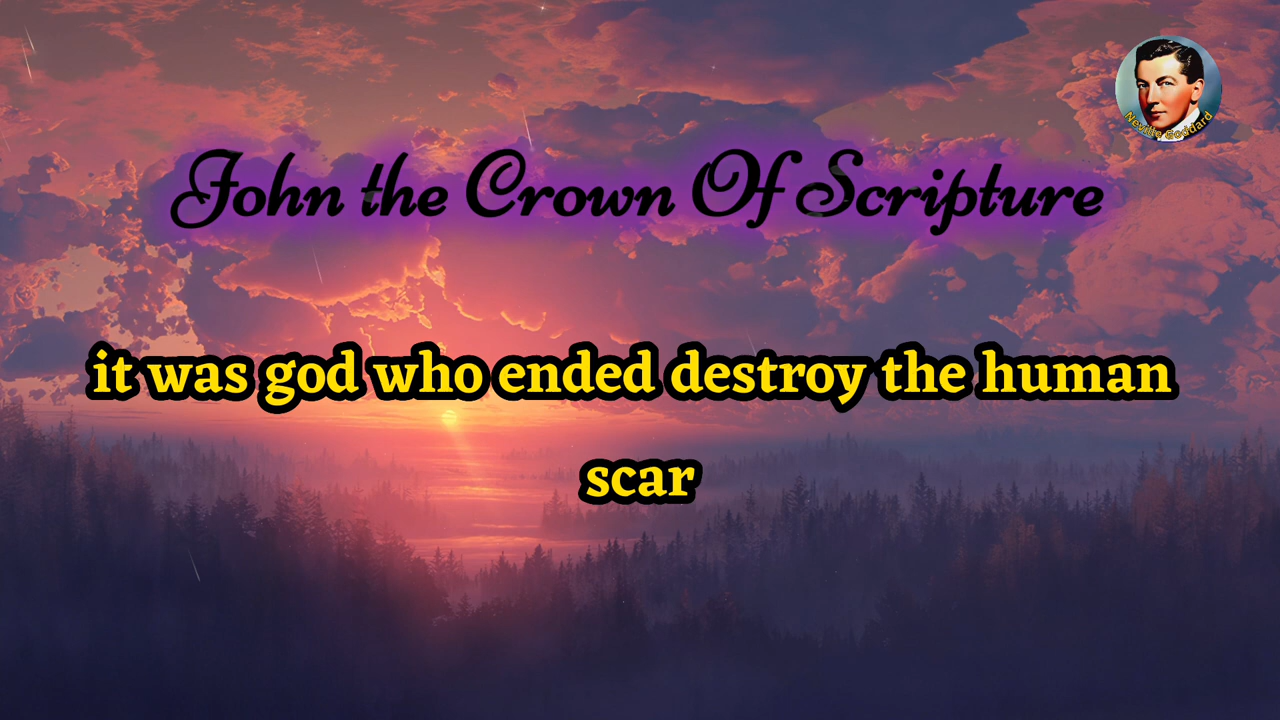 Neville Goddard
John the Crown Of Scripture
it was god who ended destroy the human
scar